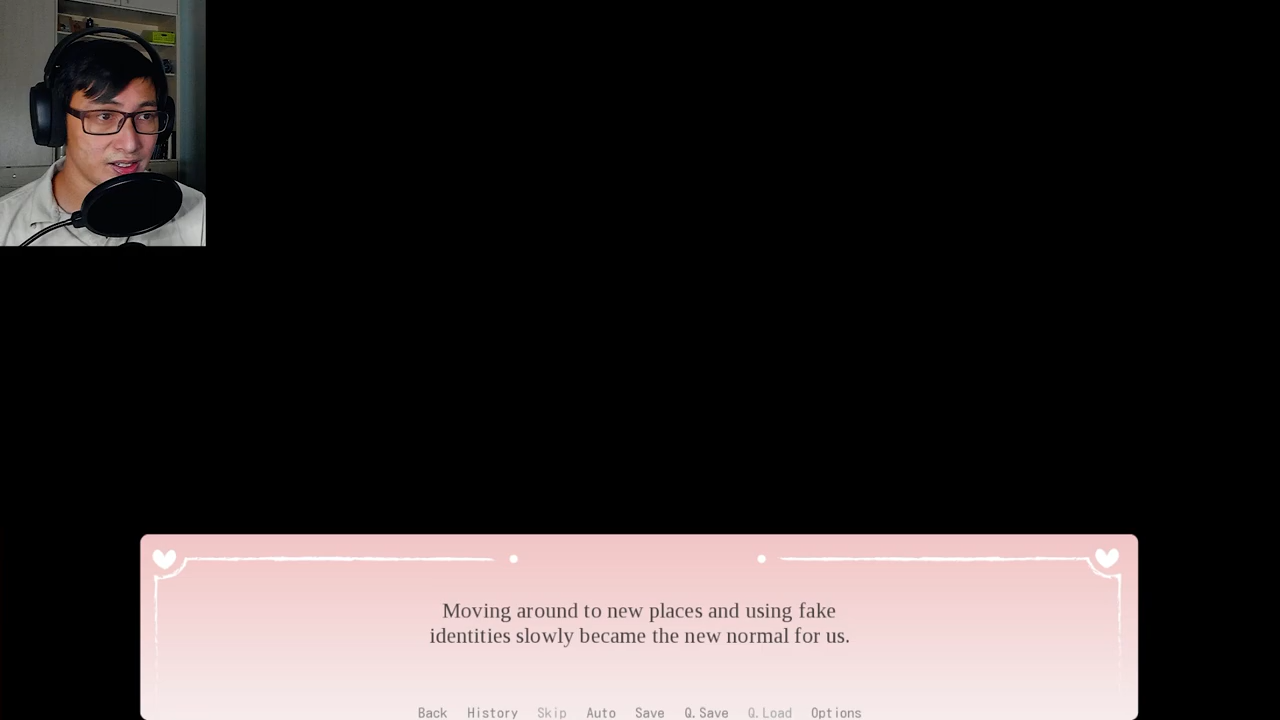 Moving around to new places and using fake
identities slowly became the new normal for us.
Back History Skip Auto Save Q.Save Q.Load Options